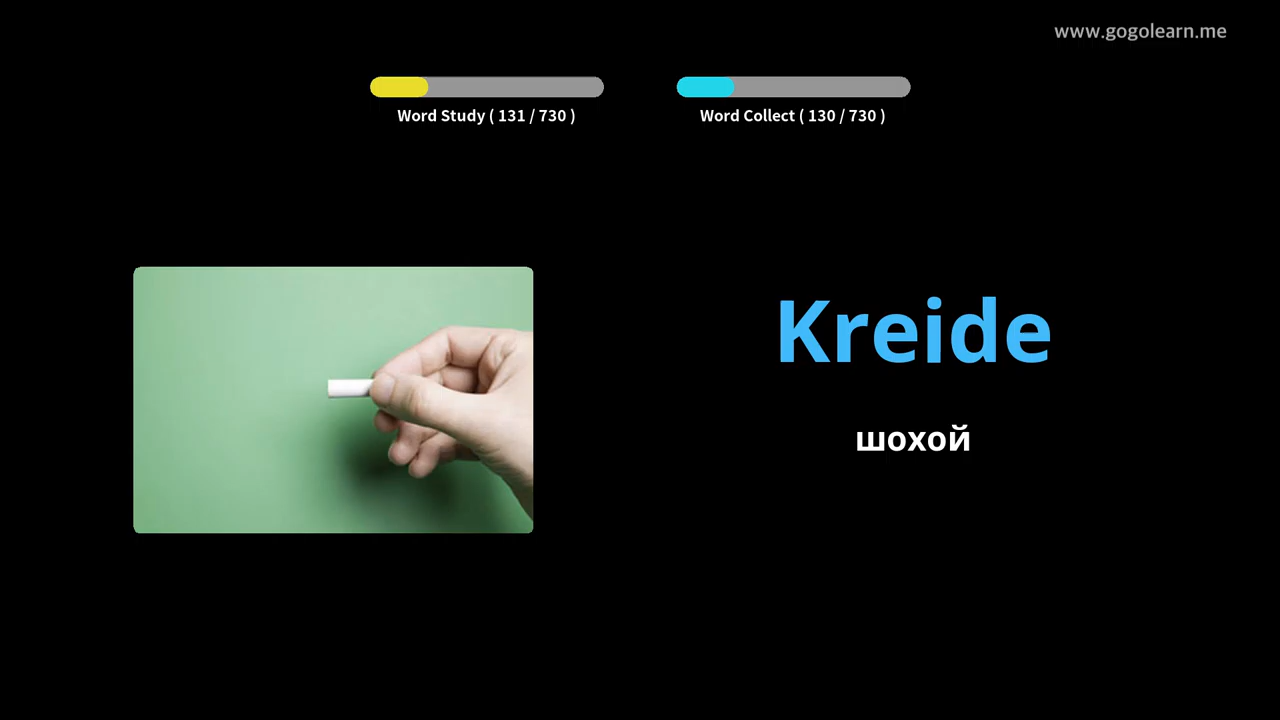 www.gogolearn.me
Word Study ( 131 / 730 )
Word Collect ( 130 / 730 )
Kreide
шохой